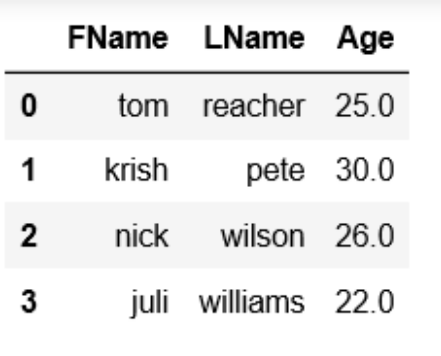 FName LName Age
0 tom reacher 25.0
1 krish pete 30.0
2 nick wilson 26.0
3 juli williams 22.0